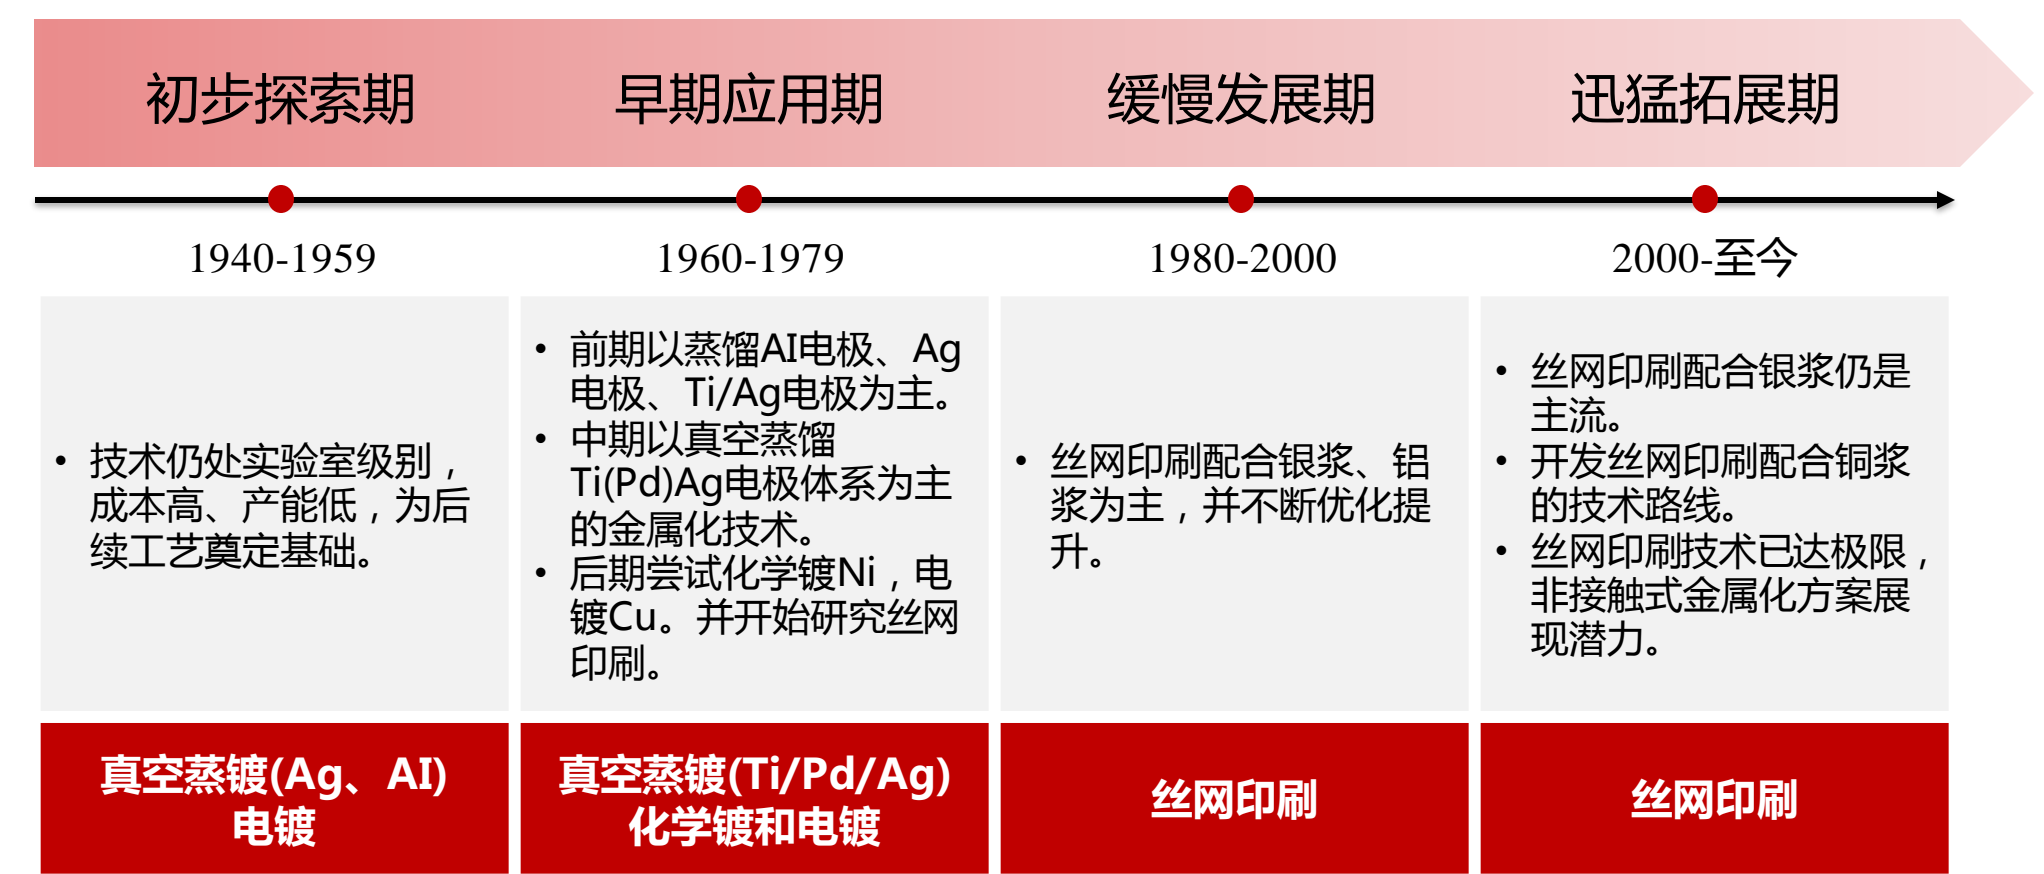 初步探索期
早期应用期
缓慢发展期
迅猛拓展期
1940-1959
1960-1979
1980-2000
2000-至今
• 技术仍处实验室级别，
成本高、产能低，为后
续工艺奠定基础。
• 前期以蒸馏AI电极、Ag
电极、Ti/Ag电极为主。
• 中期以真空蒸馏
Ti(Pd)Ag电极体系为主
的金属化技术。
• 后期尝试化学镀Ni，电
镀Cu。并开始研究丝网
印刷。
• 丝网印刷配合银浆、铝
浆为主，并不断优化提
升。
• 丝网印刷配合银浆仍是
主流。
• 开发丝网印刷配合铜浆
的技术路线。
• 丝网印刷技术已达极限，
非接触式金属化方案展
现潜力。
真空蒸镀(Ag、AI)
电镀
真空蒸镀(Ti/Pd/Ag)
化学镀和电镀
丝网印刷
丝网印刷